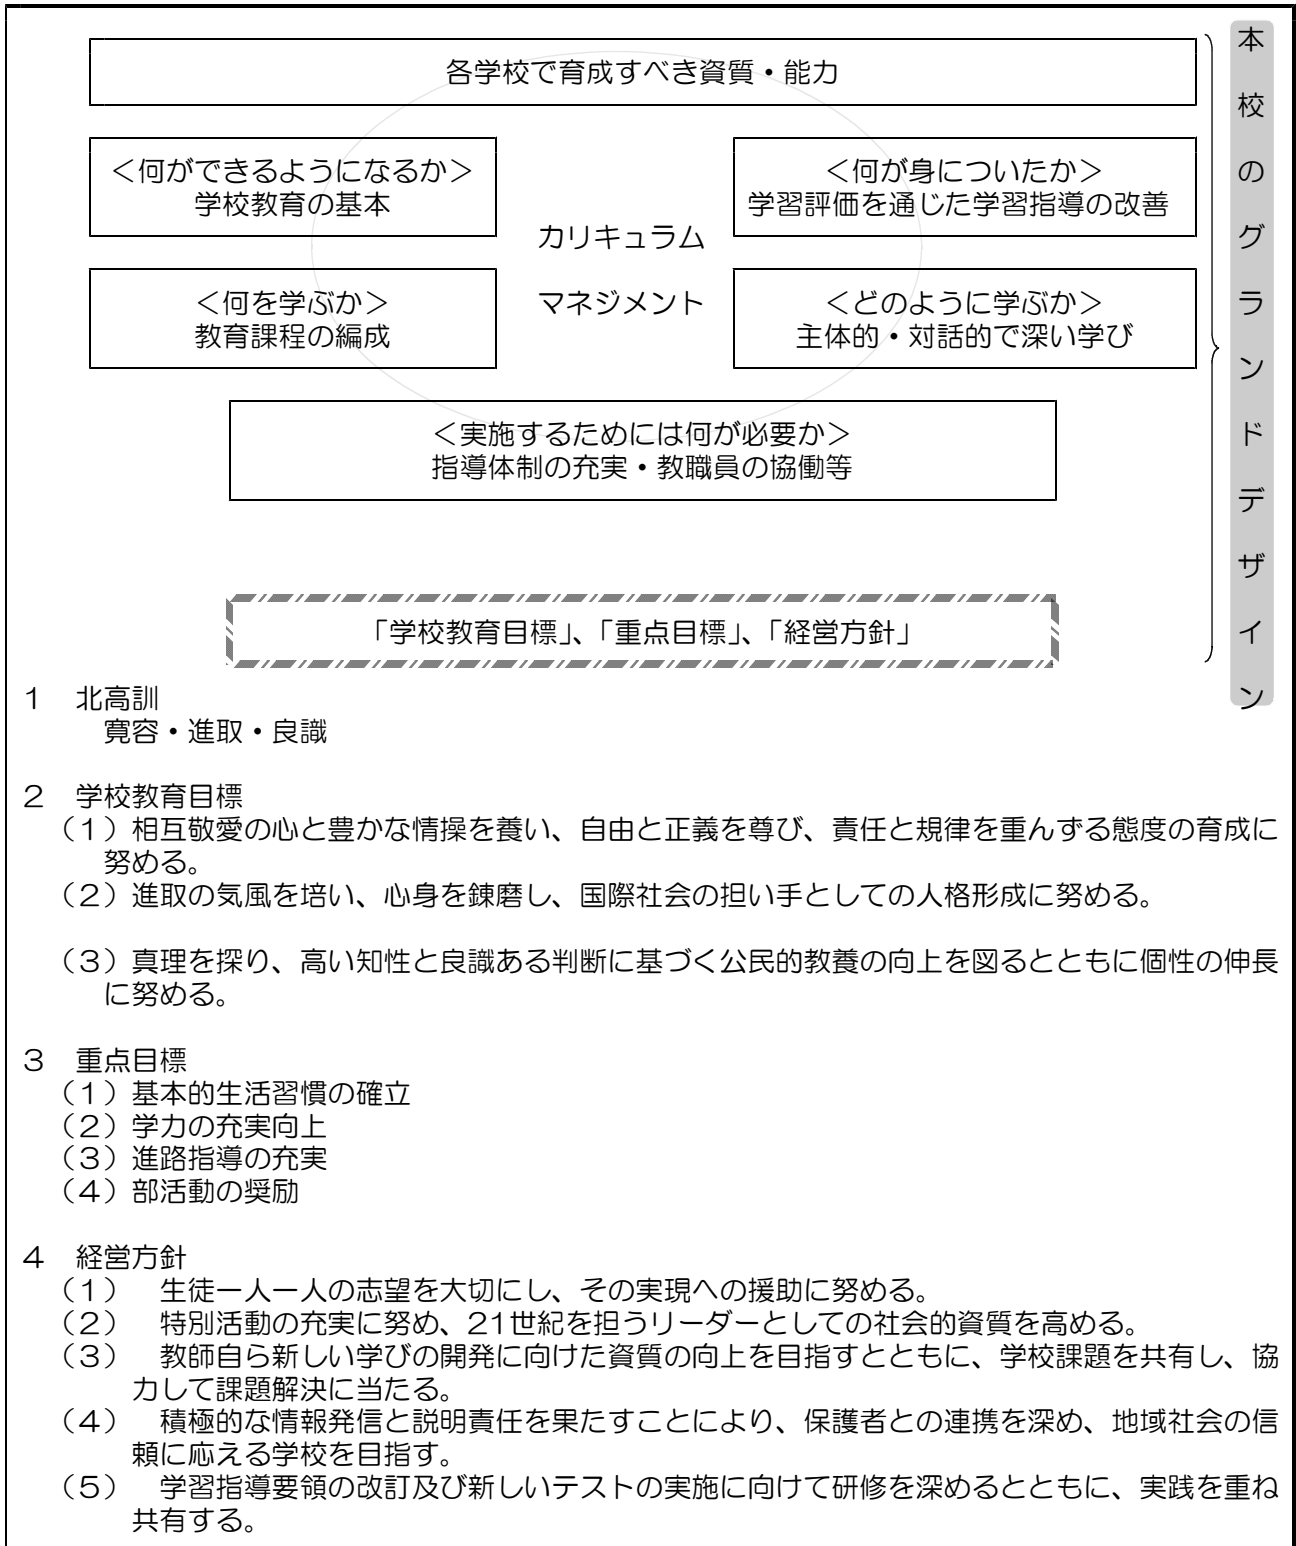 各学校で育成すべき資質・能力
＜何ができるようになるか＞
学校教育の基本
＜何が身についたか＞
学習評価を通じた学習指導の改善
カリキュラム
マネジメント
＜何を学ぶか＞
教育課程の編成
＜どのように学ぶか＞
主体的・対話的で深い学び
＜実施するためには何が必要か＞
指導体制の充実・教職員の協働等
「学校教育目標」、「重点目標」、「経営方針」
本校のグランドデザイン
１　北高訓
寛容・進取・良識
２　学校教育目標
（１）相互敬愛の心と豊かな情操を養い、自由と正義を尊び、責任と規律を重んずる態度の育成に
努める。
（２）進取の気風を培い、心身を錬磨し、国際社会の担い手としての人格形成に努める。
（３）真理を探り、高い知性と良識ある判断に基づく公民的教養の向上を図るとともに個性の伸長
に努める。
３　重点目標
（１）基本的生活習慣の確立
（２）学力の充実向上
（３）進路指導の充実
（４）部活動の奨励
４　経営方針
（１）　生徒一人一人の志望を大切にし、その実現への援助に努める。
（２）　特別活動の充実に努め、21世紀を担うリーダーとしての社会的資質を高める。
（３）　教師自ら新しい学びの開発に向けた資質の向上を目指すとともに、学校課題を共有し、協
力して課題解決に当たる。
（４）　積極的な情報発信と説明責任を果たすことにより、保護者との連携を深め、地域社会の信
頼に応える学校を目指す。
（５）　学習指導要領の改訂及び新しいテストの実施に向けて研修を深めるとともに、実践を重ね
共有する。